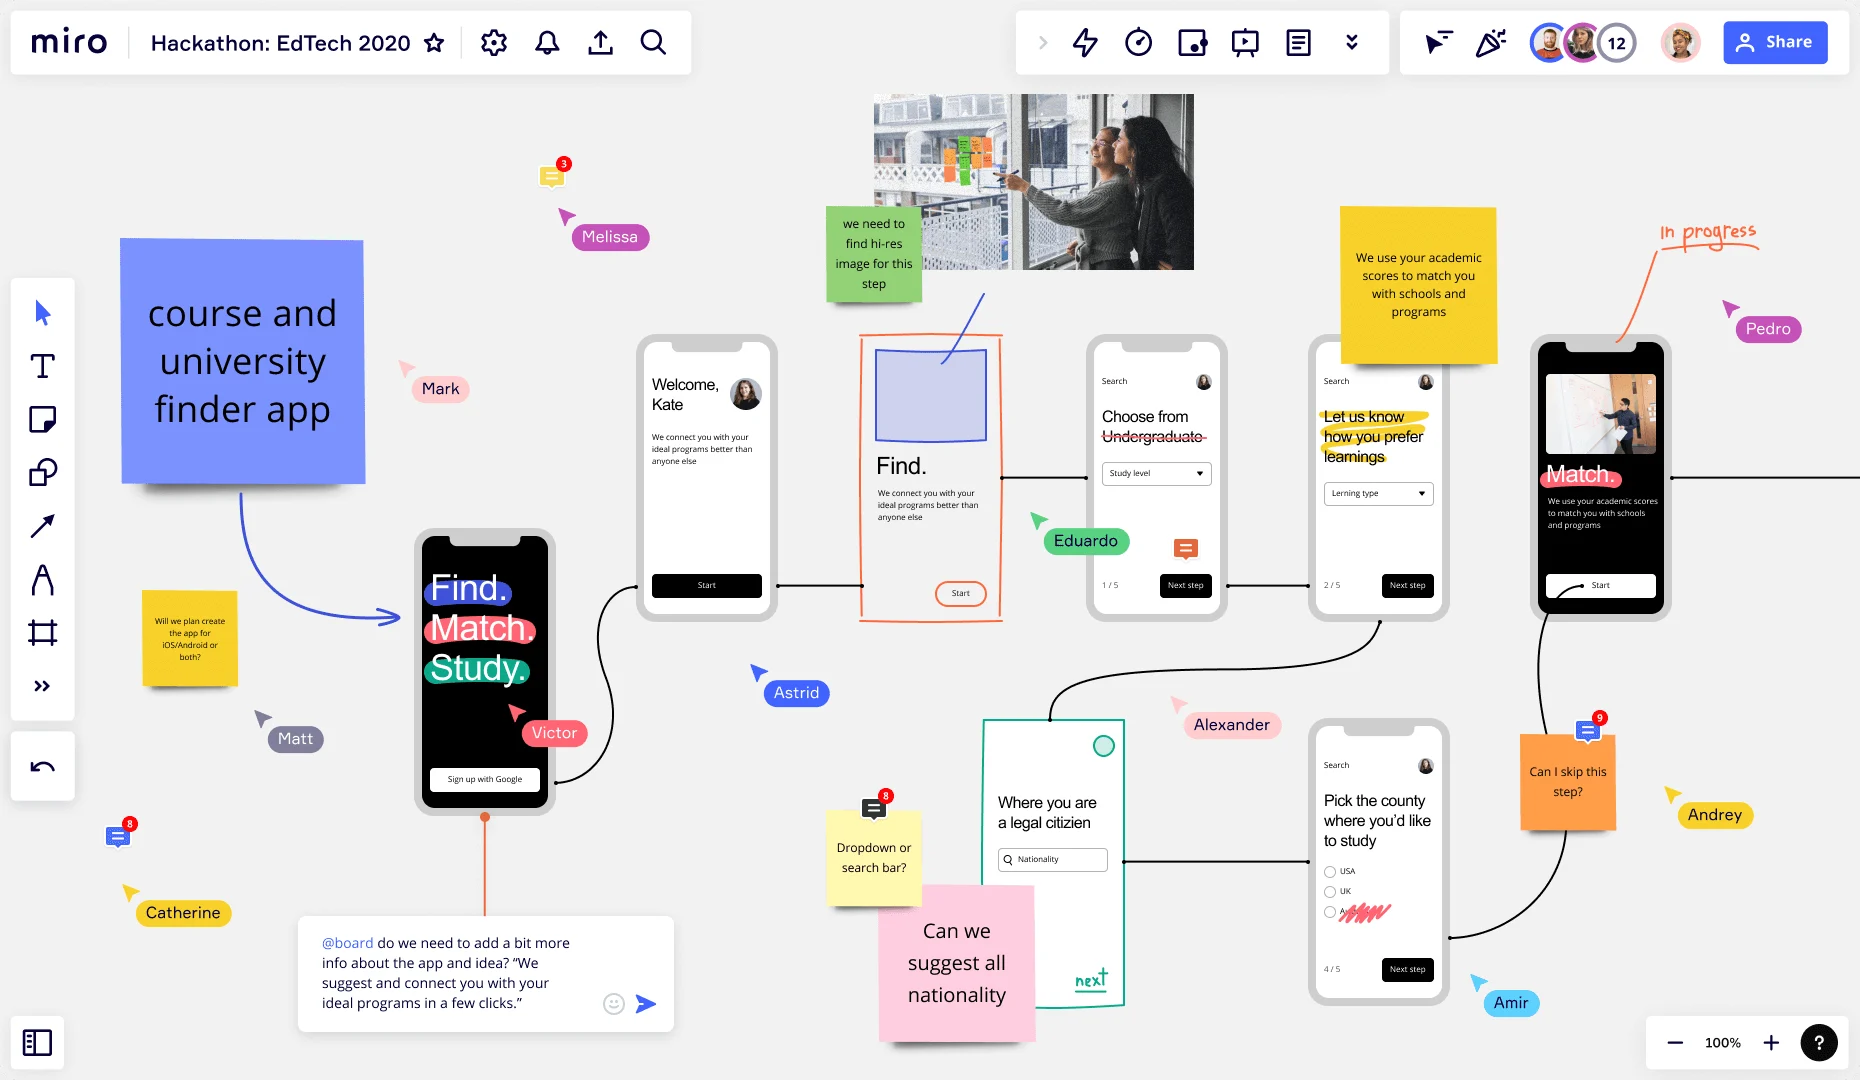 miro
Hackathon: EdTech 2020
12
Share
3
Melissa
we need to
find hi-res
image for this
step
We use your academic
scores to match you
with schools and
programs
In progress
Pedro
course and
university
finder app
Mark
Welcome,
Kate
We connect you with your
ideal programs better than
anyone else
Start
Find.
We connect you with your
ideal programs better than
anyone else
Start
Search
Choose from
Undergraduate
Study level
1 / 5
Next step
Eduardo
Search
Let us know
how you prefer
learnings
Lerning type
2 / 5
Next step
Match.
We use your academic scores
to match you with schools
and programs
Start
Will we plan create
the app for
iOS/Android or
both?
Matt
Find.
Match.
Study.
Victor
Sign up with Google
Astrid
Alexander
8
Catherine
@board do we need to add a bit more
info about the app and idea? “We
suggest and connect you with your
ideal programs in a few clicks.”
8
Dropdown or
search bar?
Can we
suggest all
nationality
Where you are
a legal citizien
Nationality
next
Search
Pick the county
where you’d like
to study
USA
UK
4 / 5
Next step
9
Can I skip this
step?
Andrey
Amir
100%
?